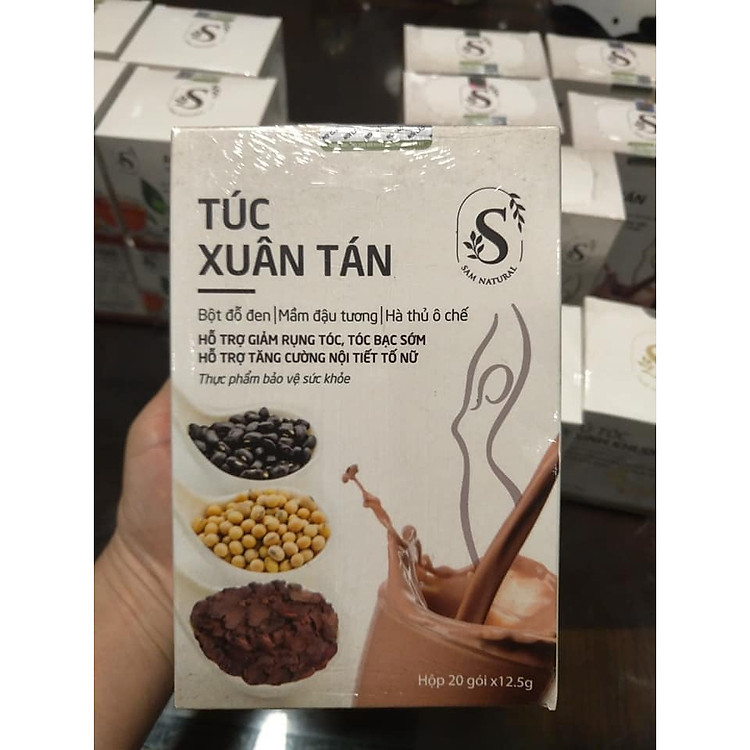 TÚC
XUÂN TÁN
S
SAM NATURAL
Bột đỗ đen | Mầm đậu tương | Hà thủ ô chế
HỖ TRỢ GIẢM RỤNG TÓC, TÓC BẠC SỚM
HỖ TRỢ TĂNG CƯỜNG NỘI TIẾT TỐ NỮ
Thực phẩm bảo vệ sức khỏe
Hộp 20 gói x12.5g